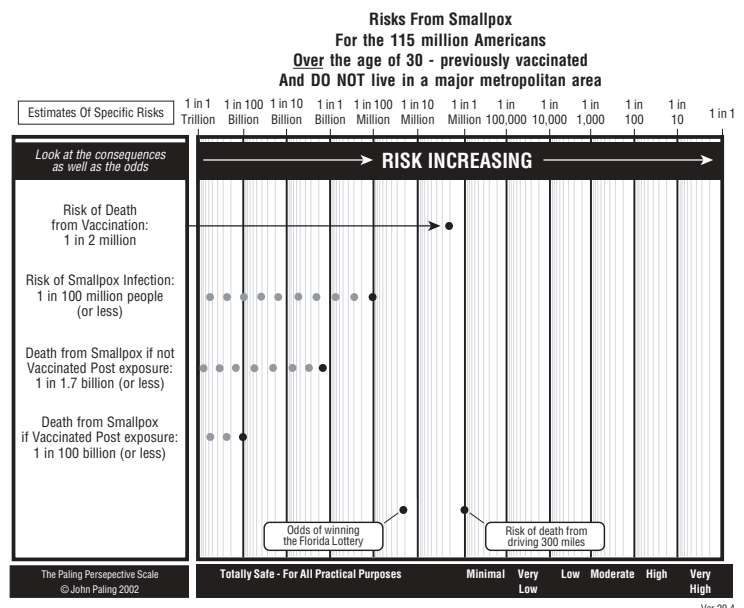 Risks From Smallpox
For the 115 million Americans
Over the age of 30 - previously vaccinated
And DO NOT live in a major metropolitan area
Estimates Of Specific Risks
1 in 1 Trillion
1 in 100 Billion
1 in 10 Billion
1 in 1 Billion
1 in 100 Million
1 in 10 Million
1 in 1 Million
1 in 100,000
1 in 10,000
1 in 1,000
1 in 100
1 in 10
1 in 1
Look at the consequences
as well as the odds
RISK INCREASING
Risk of Death
from Vaccination:
1 in 2 million
Risk of Smallpox Infection:
1 in 100 million people
(or less)
Death from Smallpox if not
Vaccinated Post exposure:
1 in 1.7 billion (or less)
Death from Smallpox
if Vaccinated Post exposure:
1 in 100 billion (or less)
Odds of winning
the Florida Lottery
Risk of death from
driving 300 miles
The Paling Persepective Scale
© John Paling 2002
Totally Safe - For All Practical Purposes
Minimal
Very
Low
Low
Moderate
High
Very
High